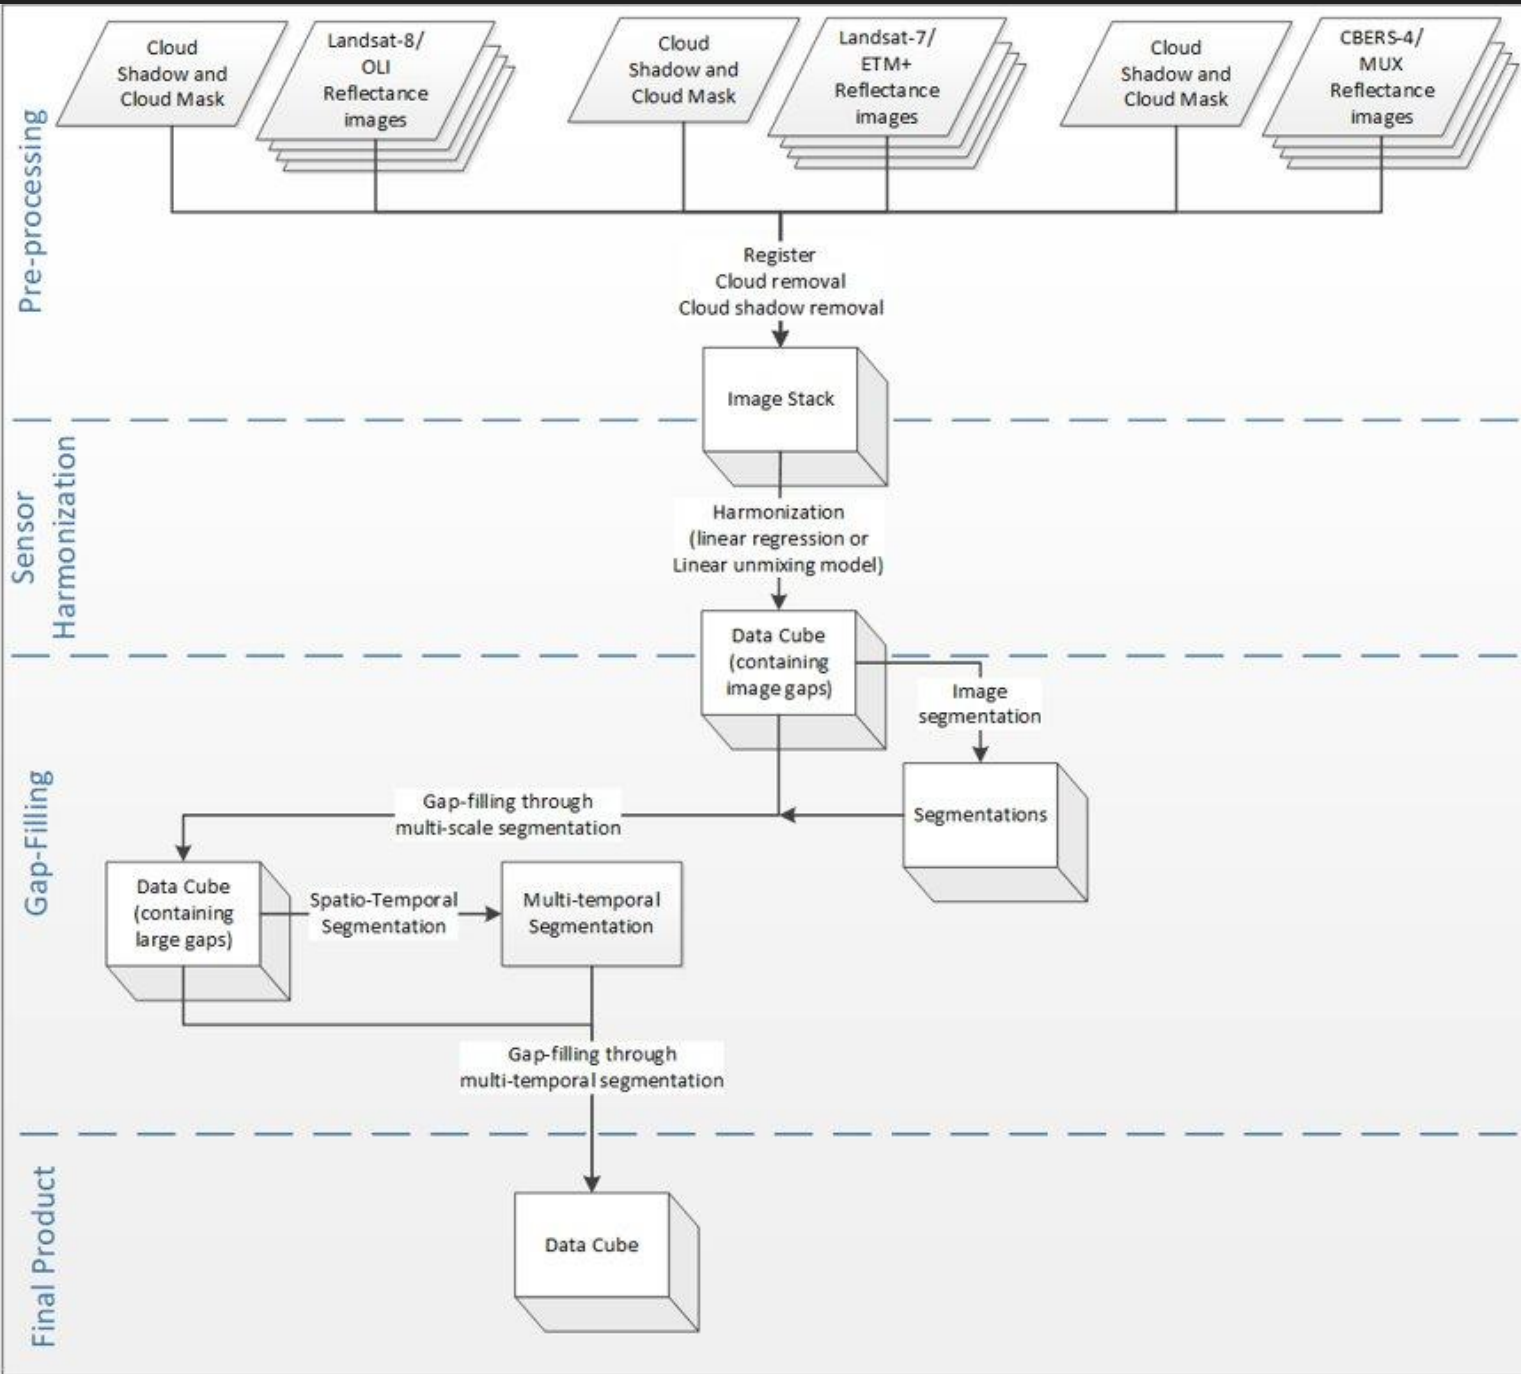 Cloud
Shadow and
Cloud Mask
Landsat-8/
OLI
Reflectance
images
Cloud
Shadow and
Cloud Mask
Landsat-7/
ETM+
Reflectance
images
Cloud
Shadow and
Cloud Mask
CBERS-4/
MUX
Reflectance
images
Pre-processing
Register
Cloud removal
Cloud shadow removal
Image Stack
Sensor
Harmonization
Harmonization
(linear regression or
Linear unmixing model)
Data Cube
(containing
image gaps)
Image
segmentation
Gap-Filling
Segmentations
Gap-filling through
multi-scale segmentation
Data Cube
(containing
large gaps)
Spatio-Temporal
Segmentation
Multi-temporal
Segmentation
Gap-filling through
multi-temporal segmentation
Final Product
Data Cube